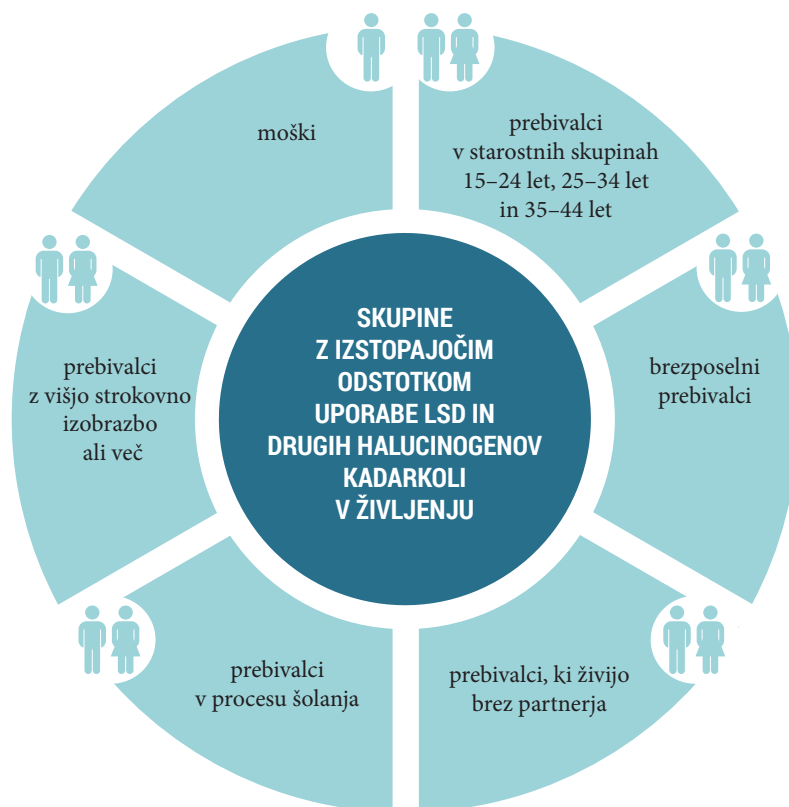 moški
prebivalci
v starostnih skupinah
15–24 let, 25–34 let
in 35–44 let
brezposelni
prebivalci
prebivalci, ki živijo
brez partnerja
prebivalci
v procesu šolanja
prebivalci
z višjo strokovno
izobrazbo
ali več
SKUPINE
Z IZSTOPAJOČIM
ODSTOTKOM
UPORABE LSD IN
DRUGIH HALUCINOGENOV
KADARKOLI
V ŽIVLJENJU